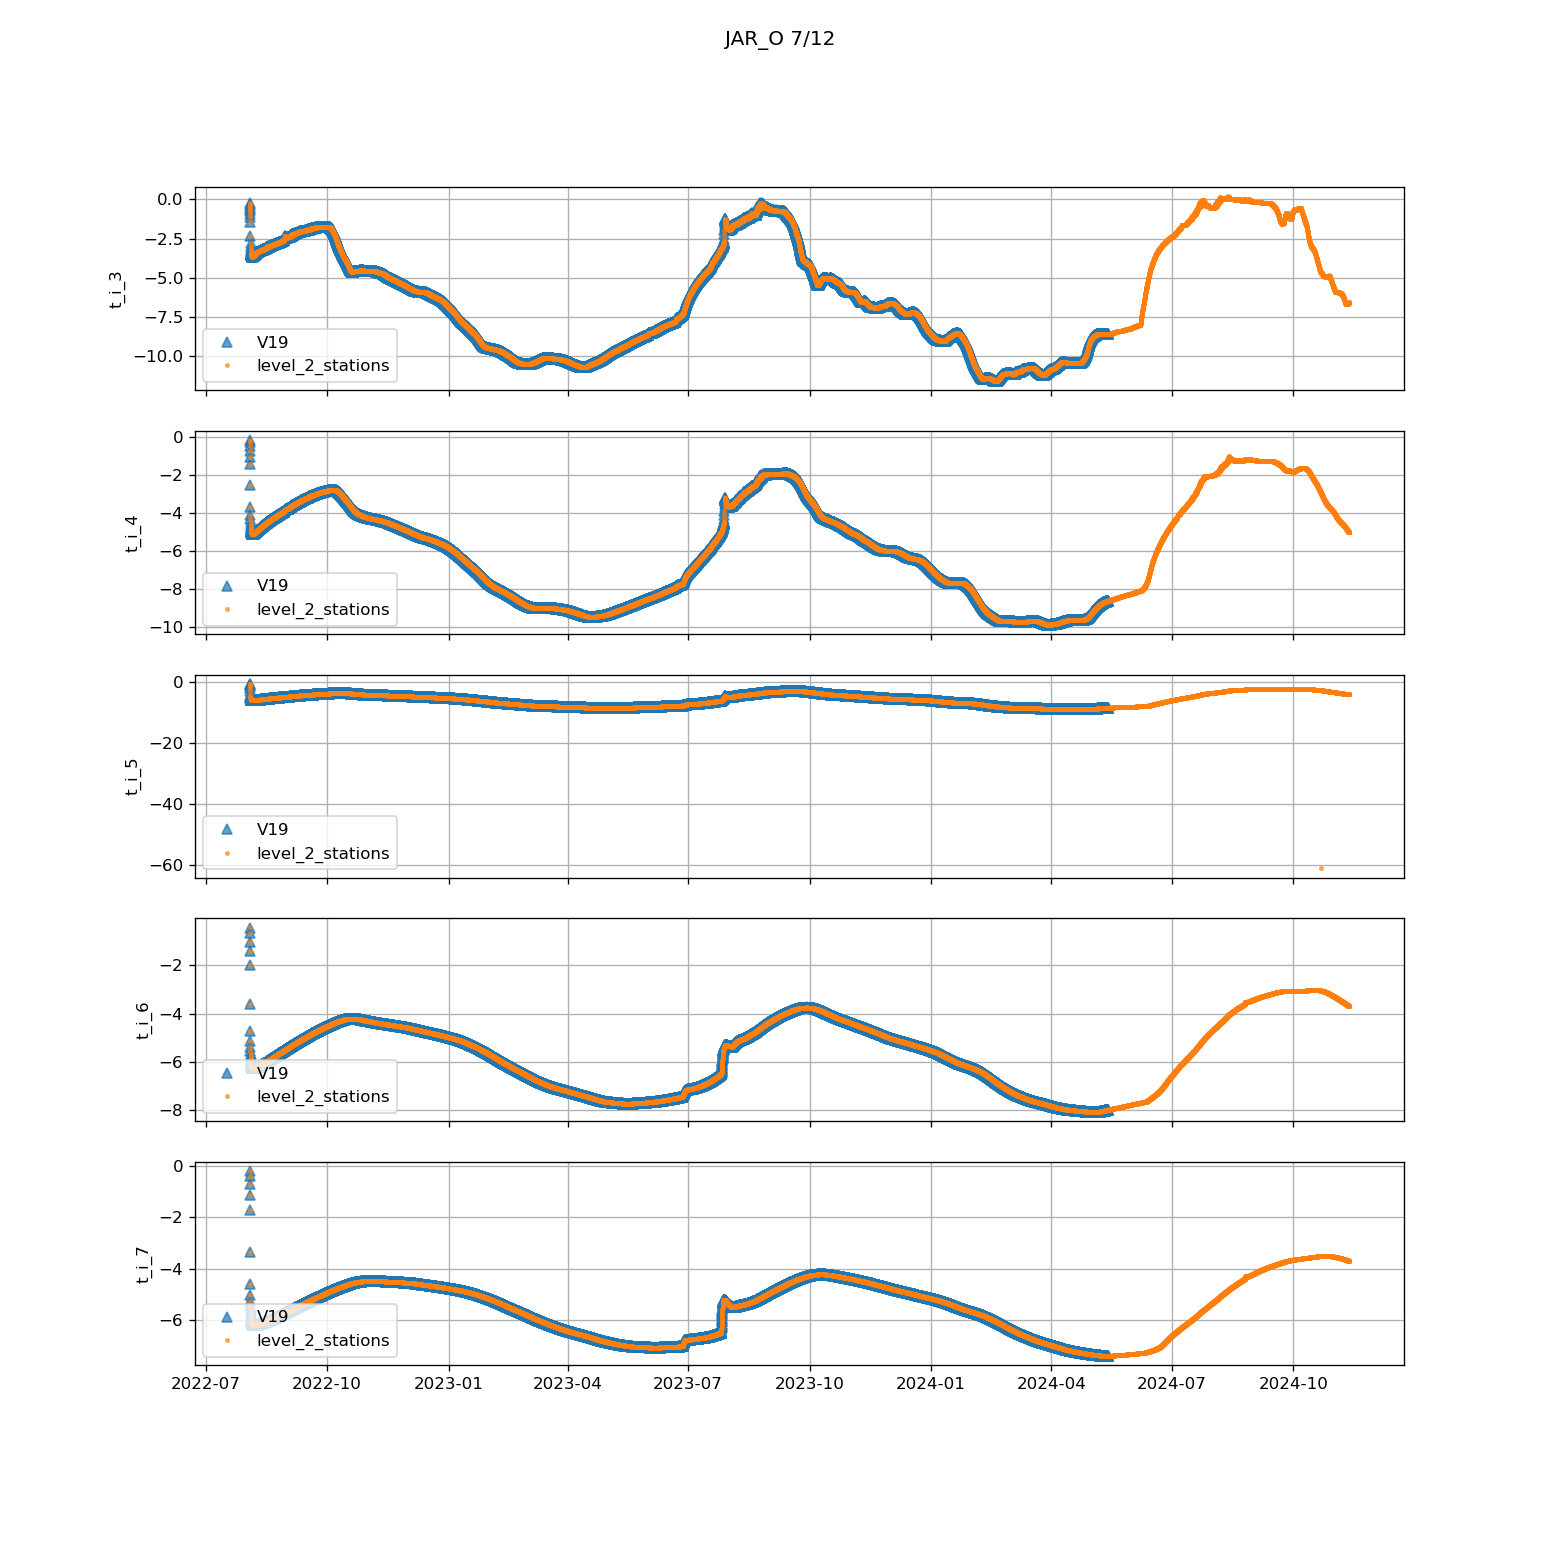 JAR_O 7/12
0.0
−2.5
−5.0
−7.5
−10.0
t_i_3
V19
level_2_stations
0
−2
−4
−6
−8
−10
t_i_4
V19
level_2_stations
0
−20
−40
−60
t_i_5
V19
level_2_stations
−2
−4
−6
−8
t_i_6
V19
level_2_stations
0
−2
−4
−6
t_i_7
V19
level_2_stations
2022-07 2022-10 2023-01 2023-04 2023-07 2023-10 2024-01 2024-04 2024-07 2024-10